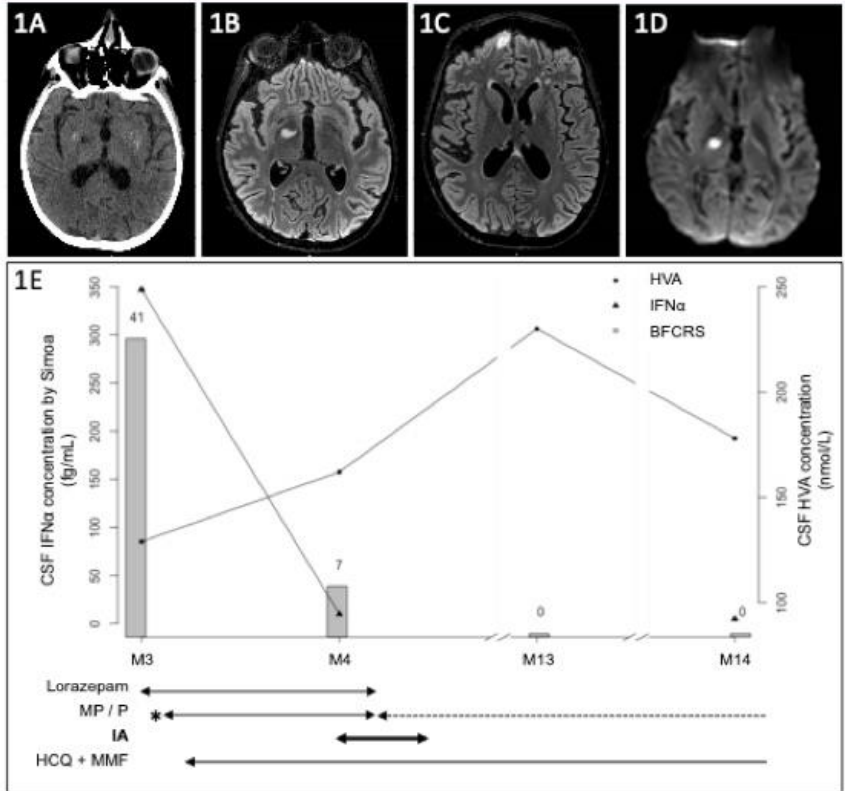 1A
1B
1C
1D
1E
HVA
IFNα
BFCRS
CSF IFNα concentration by Simoa
(fg/mL)
350
300
250
200
150
100
50
0
41
7
0
0
250
200
150
100
CSF HVA concentration
(nmol/L)
M3 M4 M13 M14
Lorazepam
MP / P *
IA
HCQ + MMF